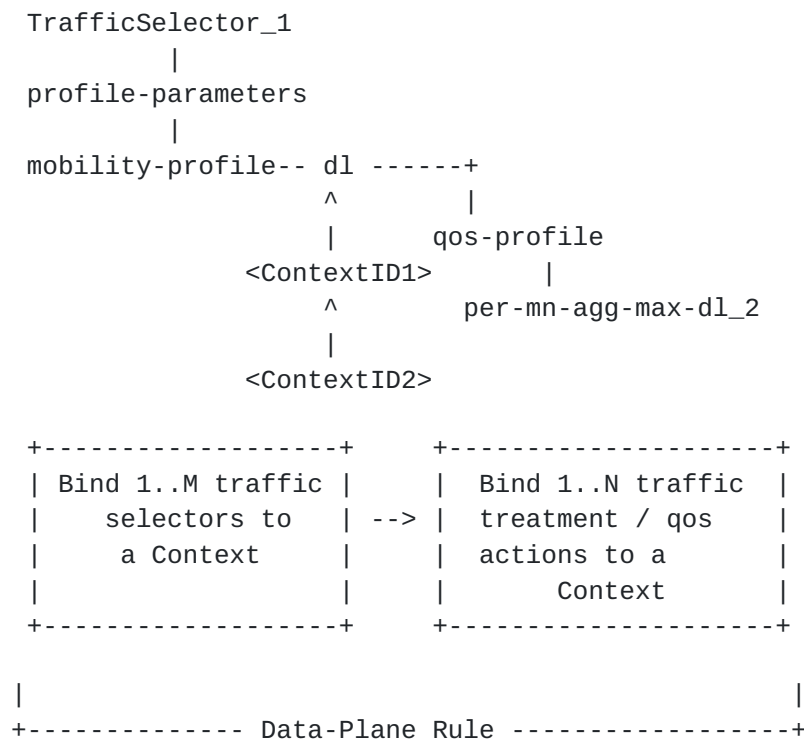 TrafficSelector_1
|
profile-parameters
|
mobility-profile-- dl ------+
^ |
| qos-profile
<ContextID1> |
^ per-mn-agg-max-dl_2
|
<ContextID2>
+-------------------+ +---------------------+
| Bind 1..M traffic | | Bind 1..N traffic |
| selectors to | --> | treatment / qos |
| a Context | | actions to a |
| | | Context |
+-------------------+ +---------------------+
| |
+-------------- Data-Plane Rule ------------------+